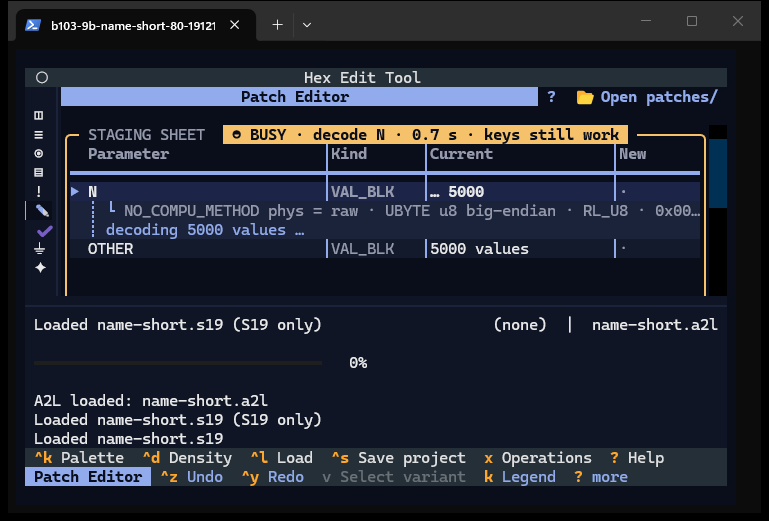 b103-9b-name-short-80-19121
Hex Edit Tool
Patch Editor ? Open patches/
STAGING SHEET BUSY · decode N · 0.7 s · keys still work
Parameter Kind Current New
N VAL_BLK … 5000 ·
NO_COMPU_METHOD phys = raw · UBYTE u8 big-endian · RL_U8 · 0x00…
decoding 5000 values …
OTHER VAL_BLK 5000 values ·
Loaded name-short.s19 (S19 only) (none) | name-short.a2l
0%
A2L loaded: name-short.a2l
Loaded name-short.s19 (S19 only)
Loaded name-short.s19
^k Palette ^d Density ^l Load ^s Save project x Operations ? Help
Patch Editor ^z Undo ^y Redo v Select variant k Legend ? more